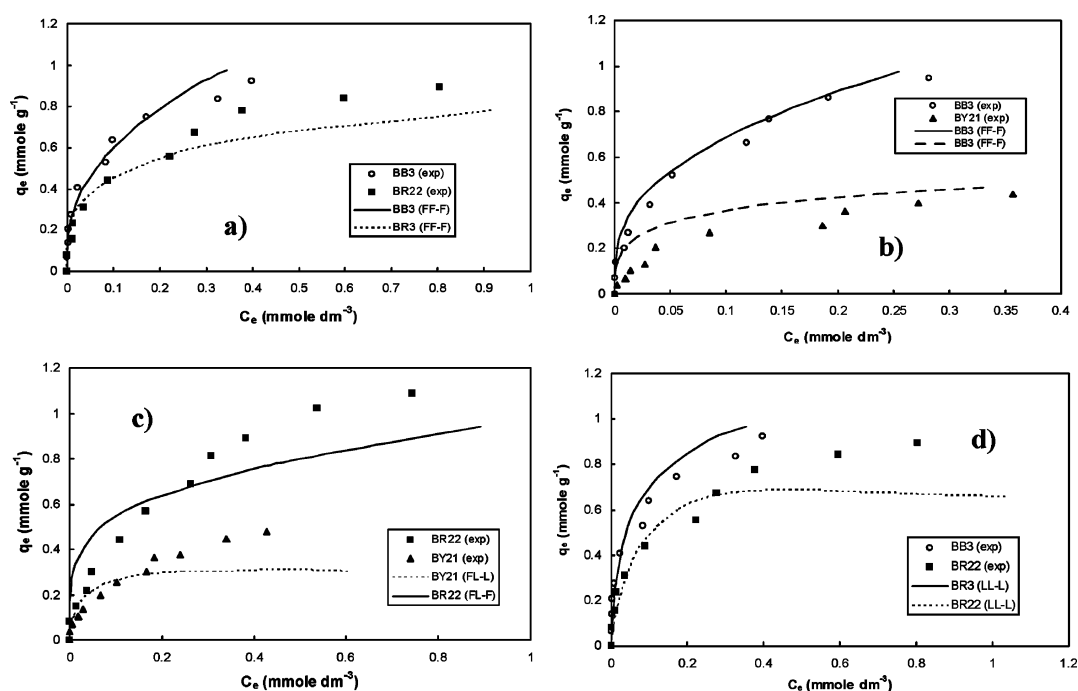 1.2
1
0.8
0.6
0.4
0.2
0
qₑ (mmole g⁻¹)
a)
BB3 (exp)
BR22 (exp)
BB3 (FF-F)
BR3 (FF-F)
0 0.1 0.2 0.3 0.4 0.5 0.6 0.7 0.8 0.9 1
Cₑ (mmole dm⁻³)
1.2
1
0.8
0.6
0.4
0.2
0
qₑ (mmole g⁻¹)
BB3 (exp)
BY21 (exp)
BB3 (FF-F)
BB3 (FF-F)
b)
0 0.05 0.1 0.15 0.2 0.25 0.3 0.35 0.4
Cₑ (mmole dm⁻³)
1.2
1
0.8
0.6
0.4
0.2
0
qₑ (mmole g⁻¹)
c)
BR22 (exp)
BY21 (exp)
BY21 (FL-L)
BR22 (FL-F)
0 0.2 0.4 0.6 0.8 1
Cₑ (mmole dm⁻³)
1.2
1
0.8
0.6
0.4
0.2
0
qₑ (mmole g⁻¹)
d)
BB3 (exp)
BR22 (exp)
BR3 (LL-L)
BR22 (LL-L)
0 0.2 0.4 0.6 0.8 1 1.2
Cₑ (mmole dm⁻³)